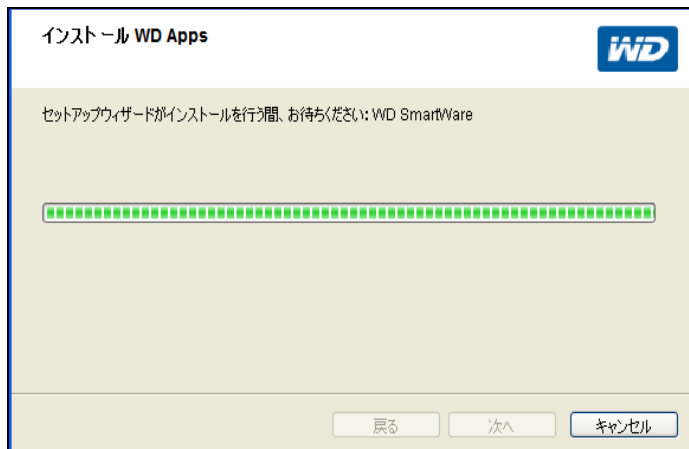 インストール WD Apps
WD
セットアップウィザードがインストールを行う間、お待ちください: WD SmartWare
戻る 次へ キャンセル